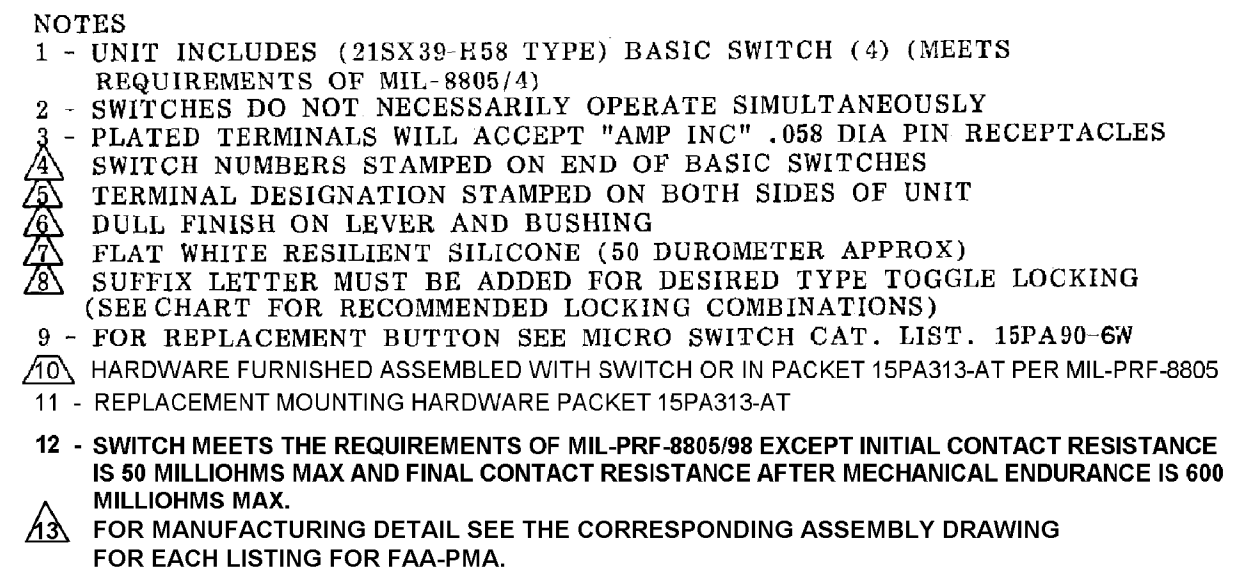 NOTES
1 - UNIT INCLUDES (21SX39-H58 TYPE) BASIC SWITCH (4) (MEETS
REQUIREMENTS OF MIL-8805/4)
2 - SWITCHES DO NOT NECESSARILY OPERATE SIMULTANEOUSLY
3 - PLATED TERMINALS WILL ACCEPT "AMP INC" .058 DIA PIN RECEPTACLES
4 SWITCH NUMBERS STAMPED ON END OF BASIC SWITCHES
5 TERMINAL DESIGNATION STAMPED ON BOTH SIDES OF UNIT
6 DULL FINISH ON LEVER AND BUSHING
7 FLAT WHITE RESILIENT SILICONE (50 DUROMETER APPROX)
8 SUFFIX LETTER MUST BE ADDED FOR DESIRED TYPE TOGGLE LOCKING
(SEE CHART FOR RECOMMENDED LOCKING COMBINATIONS)
9 - FOR REPLACEMENT BUTTON SEE MICRO SWITCH CAT. LIST. 15PA90-6W
10 HARDWARE FURNISHED ASSEMBLED WITH SWITCH OR IN PACKET 15PA313-AT PER MIL-PRF-8805
11 - REPLACEMENT MOUNTING HARDWARE PACKET 15PA313-AT
12 - SWITCH MEETS THE REQUIREMENTS OF MIL-PRF-8805/98 EXCEPT INITIAL CONTACT RESISTANCE
IS 50 MILLIOHMS MAX AND FINAL CONTACT RESISTANCE AFTER MECHANICAL ENDURANCE IS 600
MILLIOHMS MAX.
13 FOR MANUFACTURING DETAIL SEE THE CORRESPONDING ASSEMBLY DRAWING
FOR EACH LISTING FOR FAA-PMA.